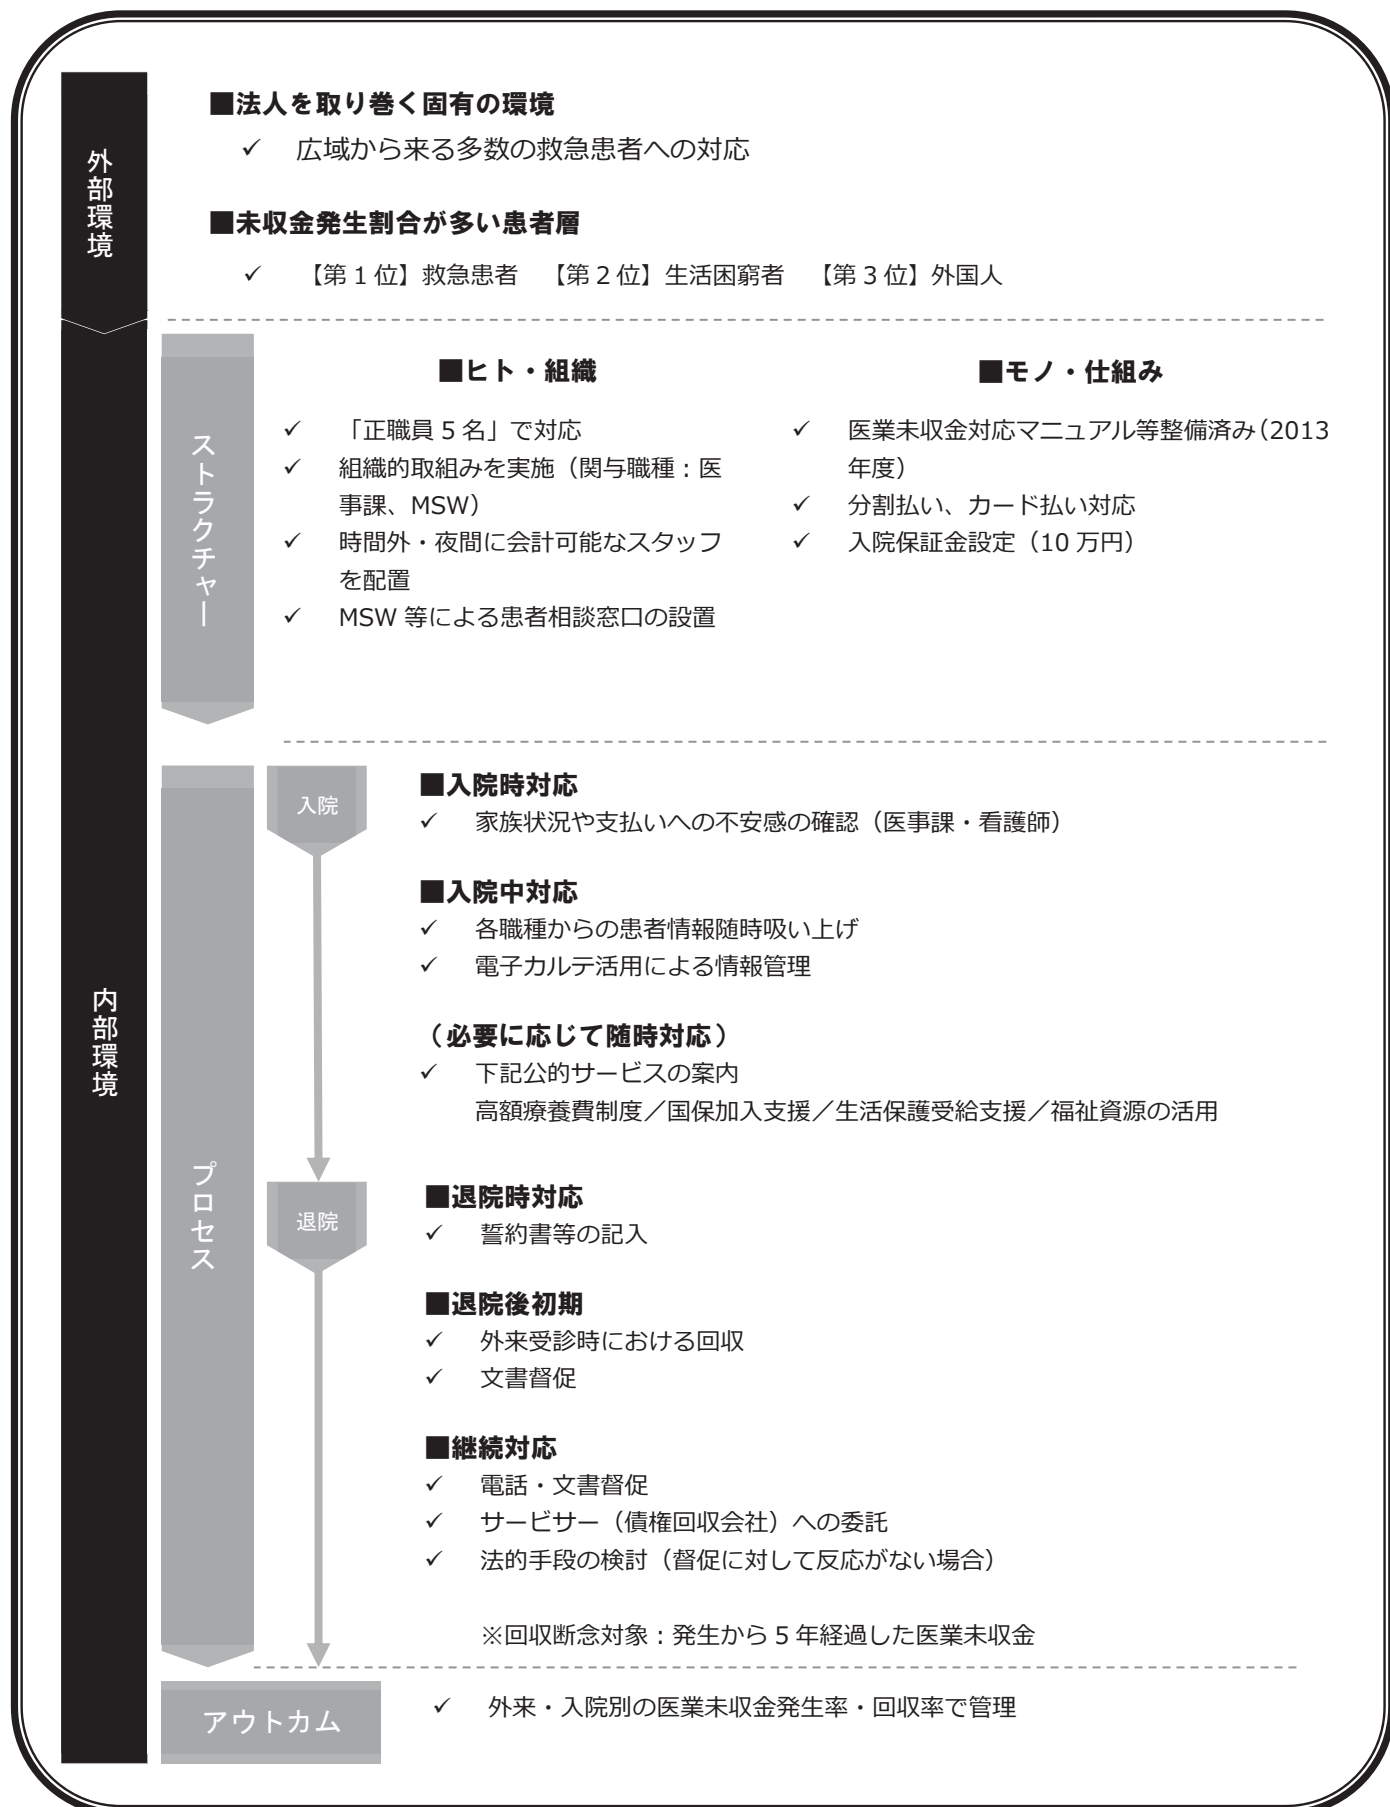 外部環境
■法人を取り巻く固有の環境
✓ 広域から来る多数の救急患者への対応
■未収金発生割合が多い患者層
✓ 【第1位】救急患者 【第2位】生活困窮者 【第3位】外国人
内部環境
ストラクチャー
■ヒト・組織
✓ 「正職員5名」で対応
✓ 組織的取組みを実施（関与職種：医
事課、MSW）
✓ 時間外・夜間に会計可能なスタッフ
を配置
✓ MSW 等による患者相談窓口の設置
■モノ・仕組み
✓ 医業未収金対応マニュアル等整備済み（2013
年度）
✓ 分割払い、カード払い対応
✓ 入院保証金設定（10 万円）
プロセス
入院
■入院時対応
✓ 家族状況や支払いへの不安感の確認（医事課・看護師）
■入院中対応
✓ 各職種からの患者情報随時吸い上げ
✓ 電子カルテ活用による情報管理
（必要に応じて随時対応）
✓ 下記公的サービスの案内
高額療養費制度／国保加入支援／生活保護受給支援／福祉資源の活用
退院
■退院時対応
✓ 誓約書等の記入
■退院後初期
✓ 外来受診時における回収
✓ 文書督促
■継続対応
✓ 電話・文書督促
✓ サービサー（債権回収会社）への委託
✓ 法的手段の検討（督促に対して反応がない場合）
※回収断念対象：発生から5年経過した医業未収金
アウトカム
✓ 外来・入院別の医業未収金発生率・回収率で管理